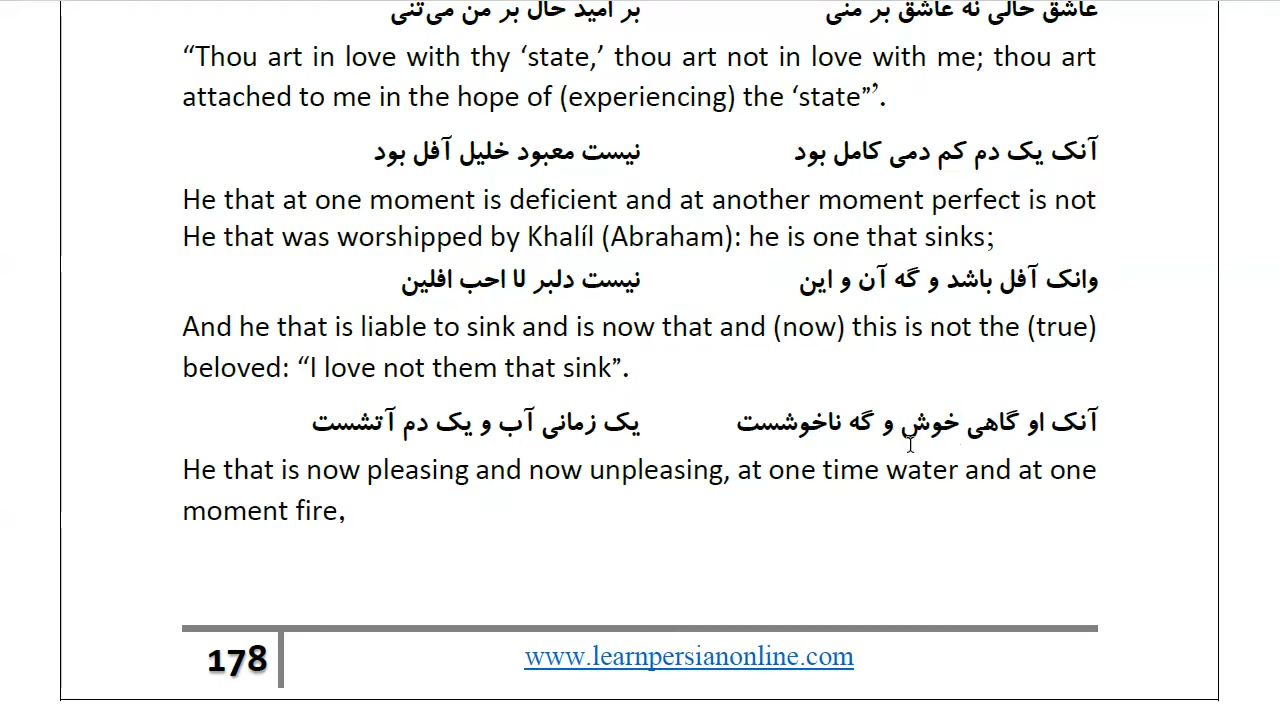 عاشق حالی نه عاشق بر منی بر امید حال بر من می‌تنی
“Thou art in love with thy ‘state,’ thou art not in love with me; thou art
attached to me in the hope of (experiencing) the ‘state”’.
آنک یک دم کم دمی کامل بود نیست معبود خلیل آفل بود
He that at one moment is deficient and at another moment perfect is not
He that was worshipped by Khalíl (Abraham): he is one that sinks;
وانک آفل باشد و گه آن و این نیست دلبر لا احب افلین
And he that is liable to sink and is now that and (now) this is not the (true)
beloved: “I love not them that sink”.
آنک او گاهی خوش و گه ناخوشست یک زمانی آب و یک دم آتشست
He that is now pleasing and now unpleasing, at one time water and at one
moment fire,
178 www.learnpersianonline.com